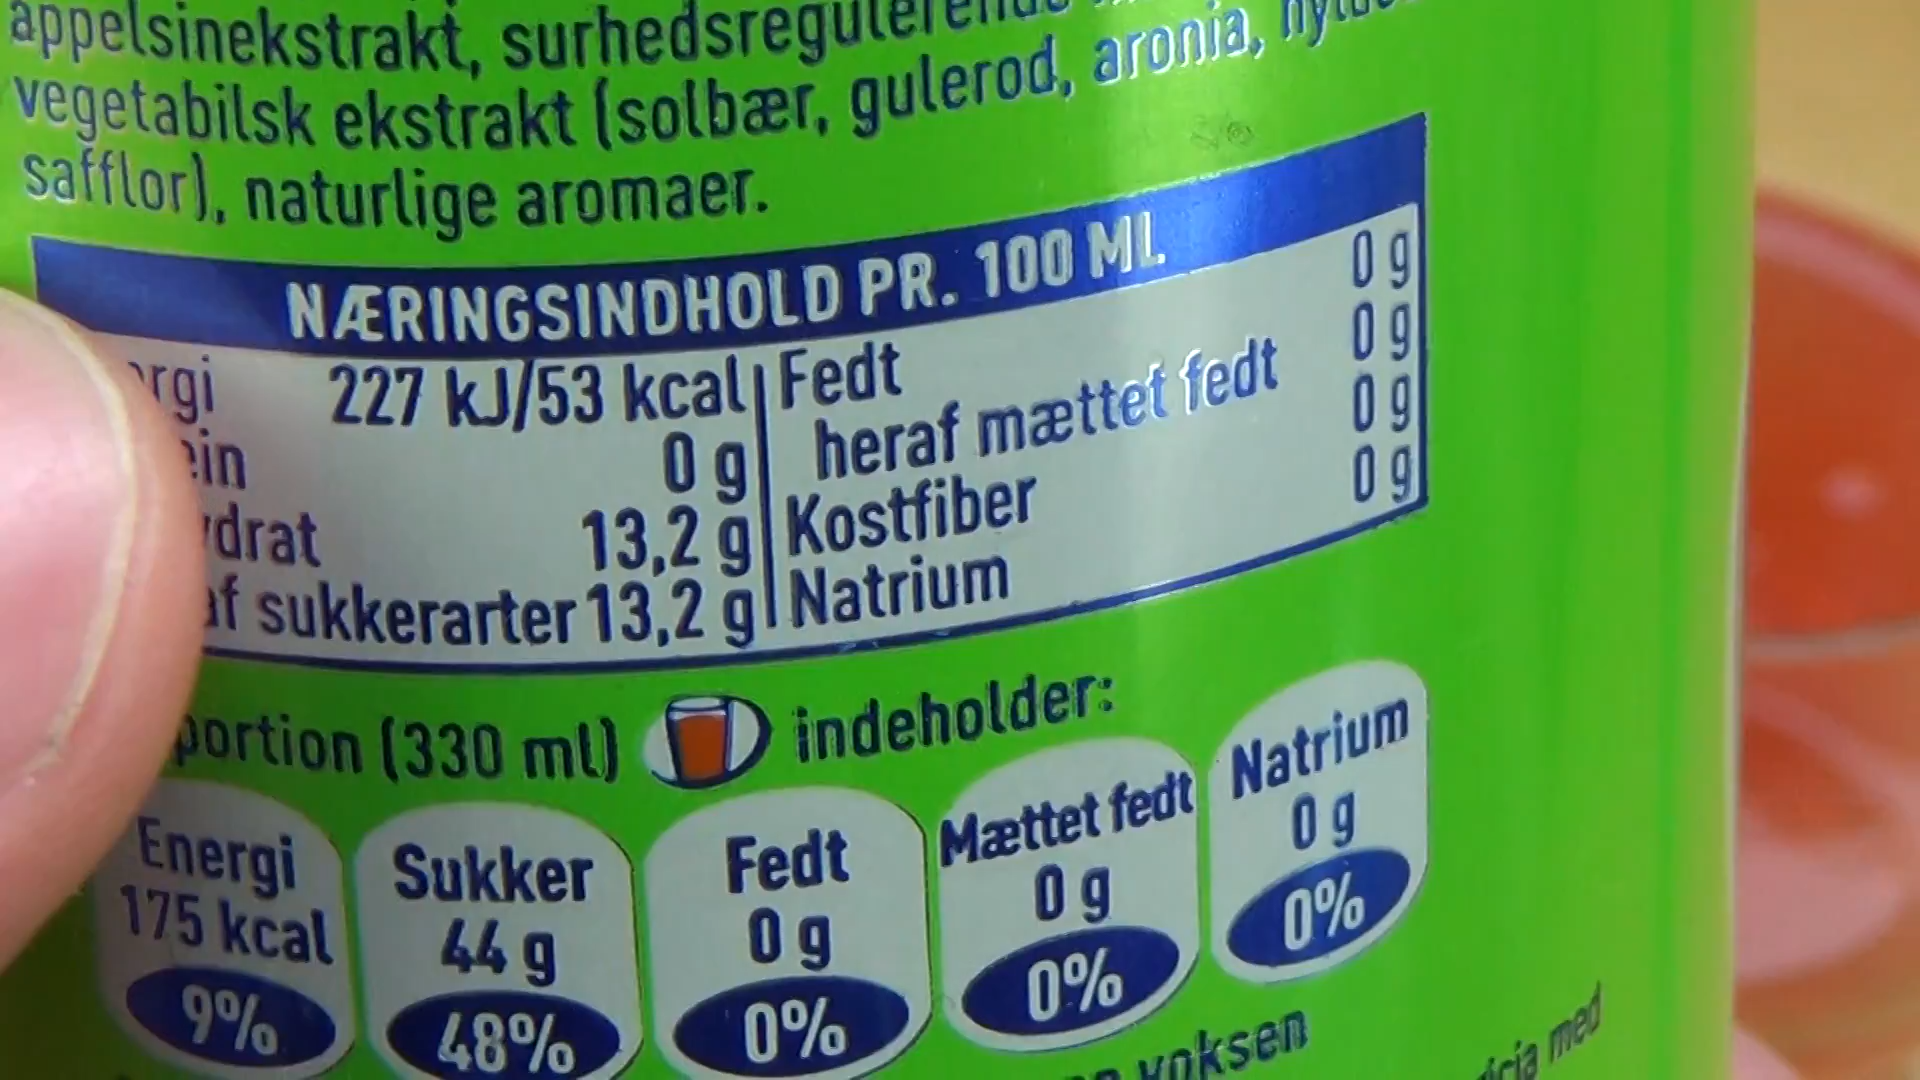 appelsinekstrakt,
vegetabilsk ekstrakt (solbær, gulerod, aronia,
safflor), naturlige aromaer.
NÆRINGSINDHOLD PR. 100 ML
227 kJ/53 kcal Fedt 0 g
0 g heraf mættet fedt 0 g
13,2 g Kostfiber 0 g
sukkerarter 13,2 g Natrium 0 g
portion (330 ml) indeholder:
Energi 175 kcal 9%
Sukker 44 g 48%
Fedt 0 g 0%
Mættet fedt 0 g 0%
Natrium 0 g 0%
voksen
med